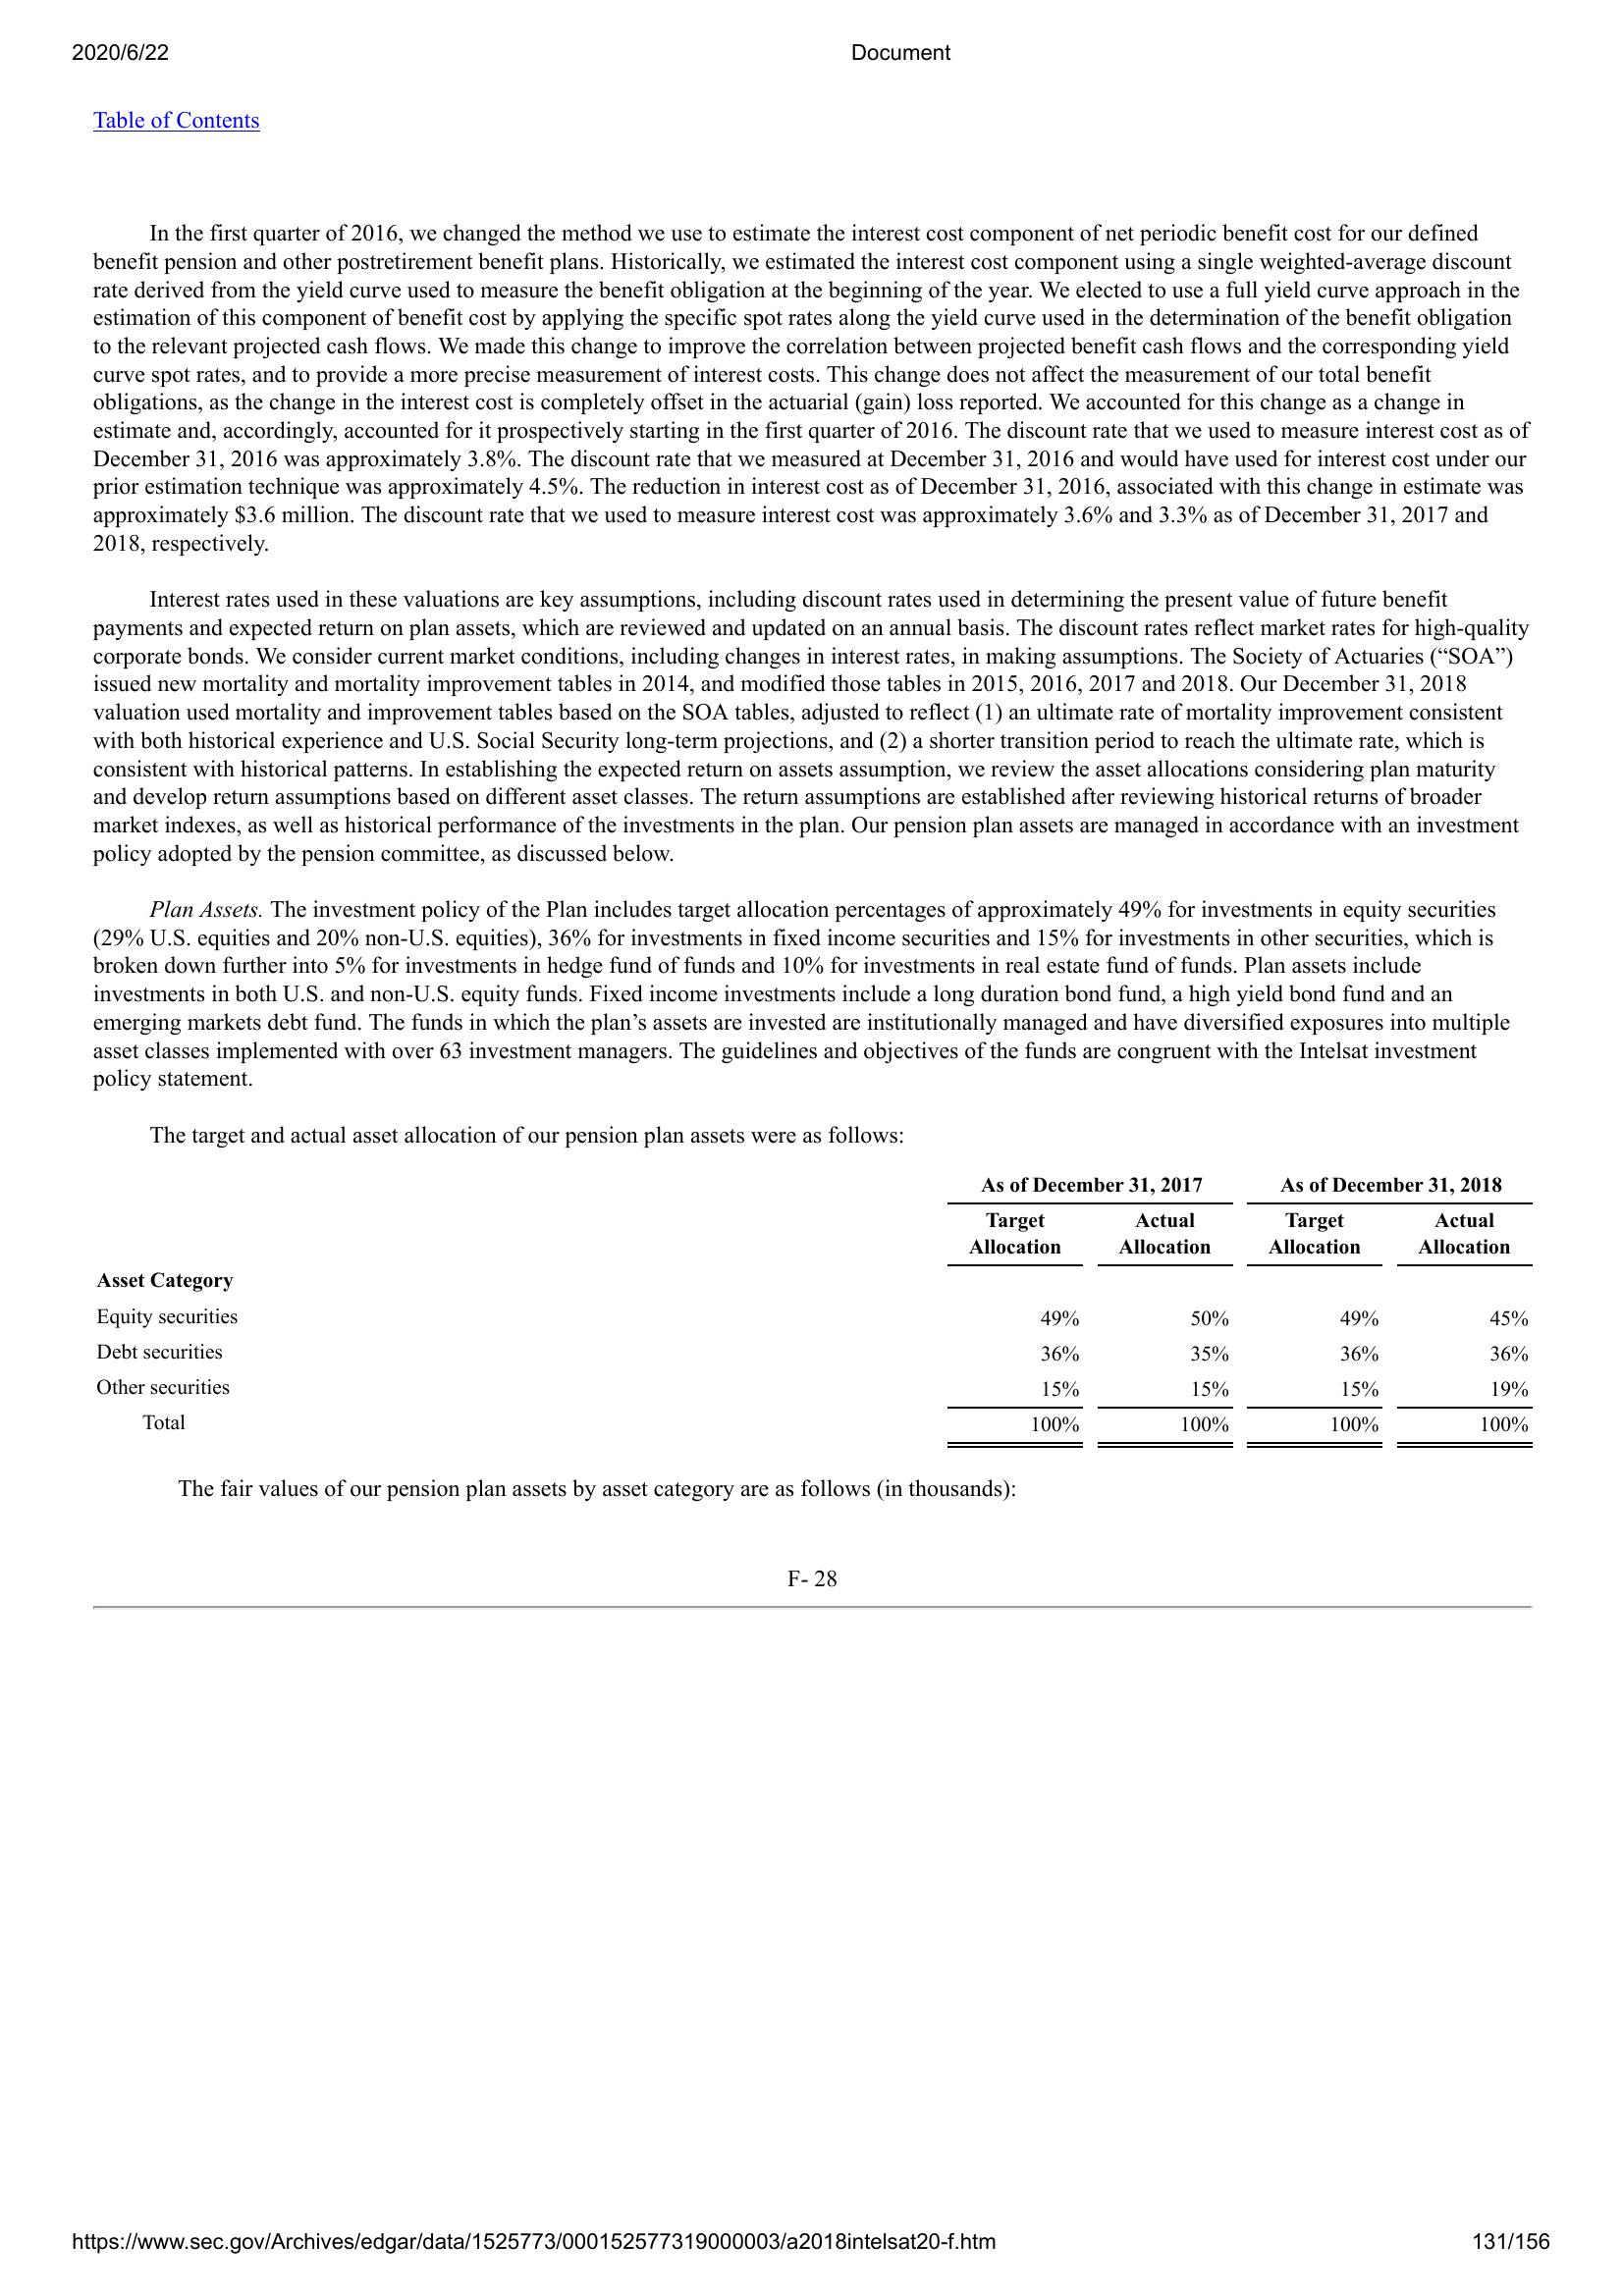 2020/6/22 Document
Table of Contents
In the first quarter of 2016, we changed the method we use to estimate the interest cost component of net periodic benefit cost for our defined
benefit pension and other postretirement benefit plans. Historically, we estimated the interest cost component using a single weighted-average discount
rate derived from the yield curve used to measure the benefit obligation at the beginning of the year. We elected to use a full yield curve approach in the
estimation of this component of benefit cost by applying the specific spot rates along the yield curve used in the determination of the benefit obligation
to the relevant projected cash flows. We made this change to improve the correlation between projected benefit cash flows and the corresponding yield
curve spot rates, and to provide a more precise measurement of interest costs. This change does not affect the measurement of our total benefit
obligations, as the change in the interest cost is completely offset in the actuarial (gain) loss reported. We accounted for this change as a change in
estimate and, accordingly, accounted for it prospectively starting in the first quarter of 2016. The discount rate that we used to measure interest cost as of
December 31, 2016 was approximately 3.8%. The discount rate that we measured at December 31, 2016 and would have used for interest cost under our
prior estimation technique was approximately 4.5%. The reduction in interest cost as of December 31, 2016, associated with this change in estimate was
approximately $3.6 million. The discount rate that we used to measure interest cost was approximately 3.6% and 3.3% as of December 31, 2017 and
2018, respectively.
Interest rates used in these valuations are key assumptions, including discount rates used in determining the present value of future benefit
payments and expected return on plan assets, which are reviewed and updated on an annual basis. The discount rates reflect market rates for high-quality
corporate bonds. We consider current market conditions, including changes in interest rates, in making assumptions. The Society of Actuaries (“SOA”)
issued new mortality and mortality improvement tables in 2014, and modified those tables in 2015, 2016, 2017 and 2018. Our December 31, 2018
valuation used mortality and improvement tables based on the SOA tables, adjusted to reflect (1) an ultimate rate of mortality improvement consistent
with both historical experience and U.S. Social Security long-term projections, and (2) a shorter transition period to reach the ultimate rate, which is
consistent with historical patterns. In establishing the expected return on assets assumption, we review the asset allocations considering plan maturity
and develop return assumptions based on different asset classes. The return assumptions are established after reviewing historical returns of broader
market indexes, as well as historical performance of the investments in the plan. Our pension plan assets are managed in accordance with an investment
policy adopted by the pension committee, as discussed below.
Plan Assets. The investment policy of the Plan includes target allocation percentages of approximately 49% for investments in equity securities
(29% U.S. equities and 20% non-U.S. equities), 36% for investments in fixed income securities and 15% for investments in other securities, which is
broken down further into 5% for investments in hedge fund of funds and 10% for investments in real estate fund of funds. Plan assets include
investments in both U.S. and non-U.S. equity funds. Fixed income investments include a long duration bond fund, a high yield bond fund and an
emerging markets debt fund. The funds in which the plan’s assets are invested are institutionally managed and have diversified exposures into multiple
asset classes implemented with over 63 investment managers. The guidelines and objectives of the funds are congruent with the Intelsat investment
policy statement.
The target and actual asset allocation of our pension plan assets were as follows:
As of December 31, 2017 As of December 31, 2018
Target Actual Target Actual
Allocation Allocation Allocation Allocation
Asset Category
Equity securities 49% 50% 49% 45%
Debt securities 36% 35% 36% 36%
Other securities 15% 15% 15% 19%
Total 100% 100% 100% 100%
The fair values of our pension plan assets by asset category are as follows (in thousands):
F- 28
https://www.sec.gov/Archives/edgar/data/1525773/000152577319000003/a2018intelsat20-f.htm 131/156